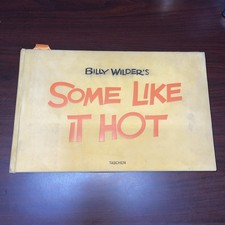 BILLY WILDER'S
SOME LIKE
IT HOT
TASCHEN